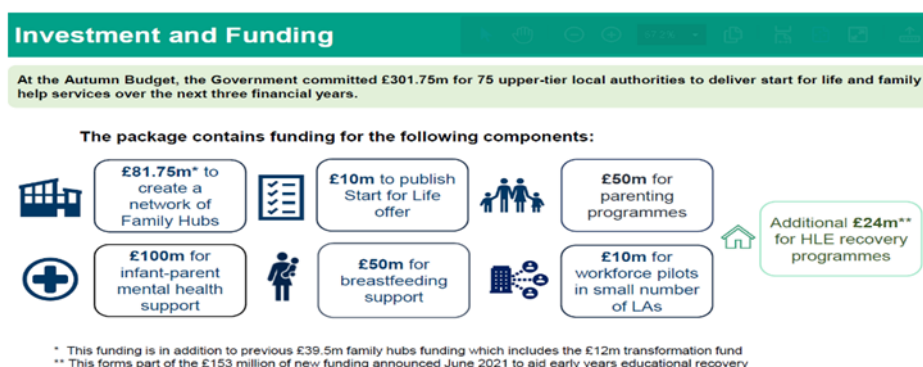 Investment and Funding
57.2%
At the Autumn Budget, the Government committed £301.75m for 75 upper-tier local authorities to deliver start for life and family
help services over the next three financial years.
The package contains funding for the following components:
£81.75m* to
create a
network of
Family Hubs
£10m to publish
Start for Life
offer
£50m for
parenting
programmes
£100m for
infant-parent
mental health
support
£50m for
breastfeeding
support
£10m for
workforce pilots
in small number
of LAs
Additional £24m**
for HLE recovery
programmes
* This funding is in addition to previous £39.5m family hubs funding which includes the £12m transformation fund
** This forms part of the £153 million of new funding announced June 2021 to aid early years educational recovery